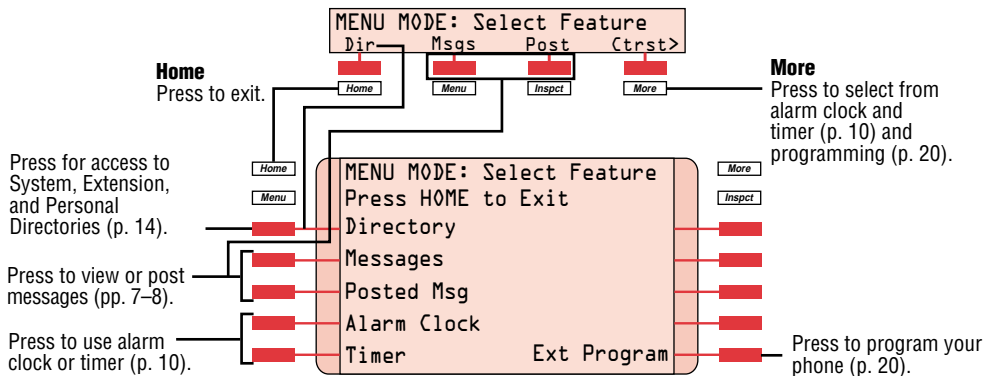 MENU MODE: Select Feature
Dir Msgs Post Ctrst>
Home Menu Inspct More
Home
Press to exit.
More
Press to select from
alarm clock and
timer (p. 10) and
programming (p. 20).
Press for access to
System, Extension,
and Personal
Directories (p. 14).
Press to view or post
messages (pp. 7–8).
Press to use alarm
clock or timer (p. 10).
Home
Menu
MENU MODE: Select Feature
Press HOME to Exit
Directory
Messages
Posted Msg
Alarm Clock
Timer Ext Program
More
Inspct
Press to program your
phone (p. 20).